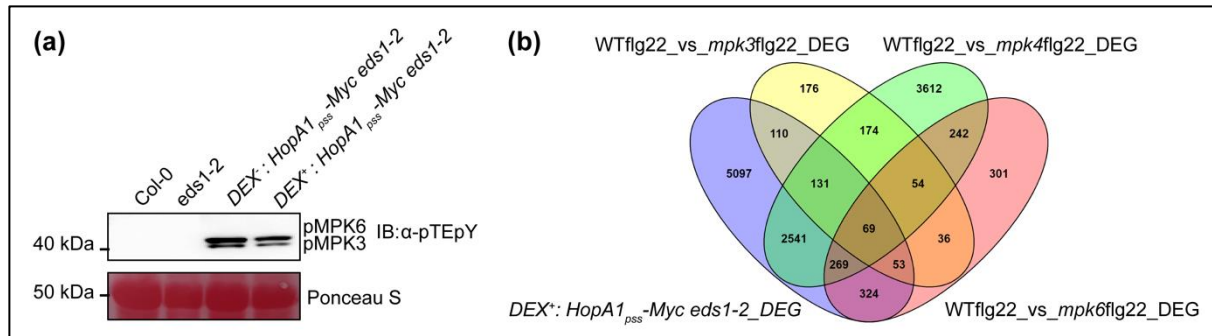 (a)
Col-0
eds1-2
DEX⁻: HopA1pss-Myc eds1-2
DEX⁺: HopA1pss-Myc eds1-2
pMPK6
pMPK3
IB:α-pTEpY
40 kDa
50 kDa
Ponceau S
(b)
WTflg22_vs_mpk3flg22_DEG
WTflg22_vs_mpk4flg22_DEG
176
3612
110
174
242
5097
131
54
301
2541
69
36
269
53
324
DEX⁺: HopA1pss-Myc eds1-2_DEG
WTflg22_vs_mpk6flg22_DEG